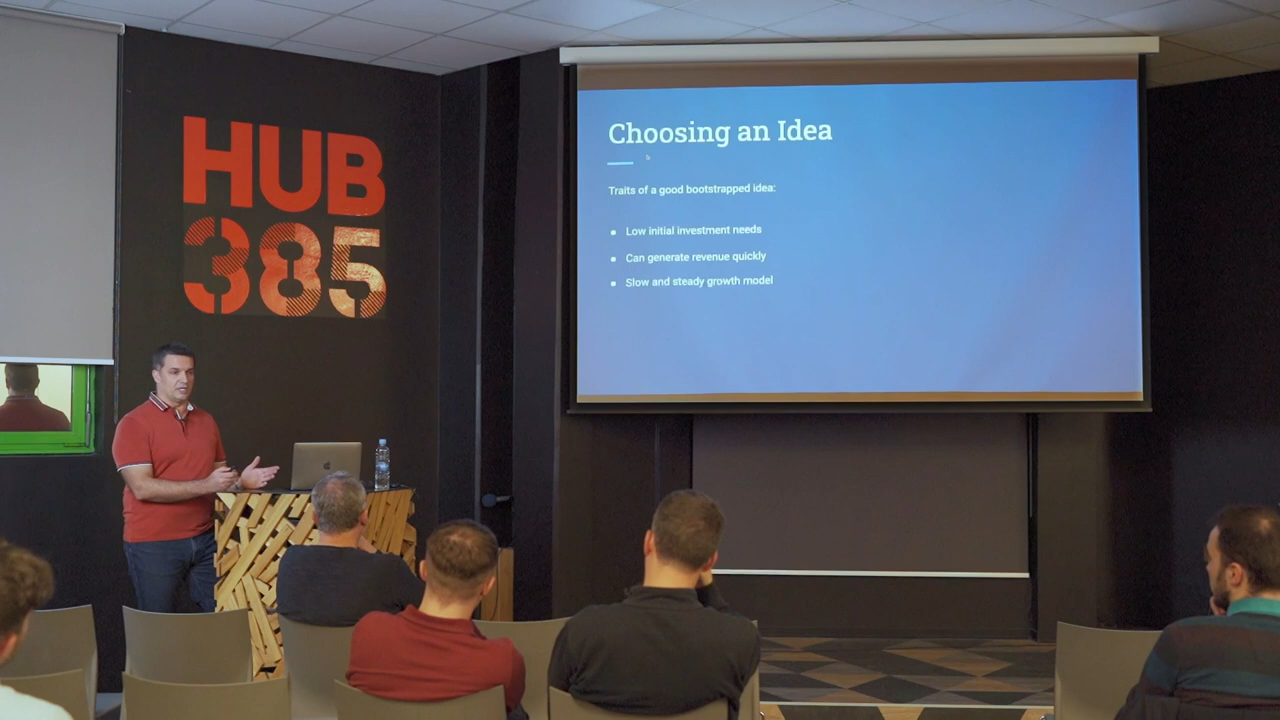 HUB
385
Choosing an Idea
Traits of a good bootstrapped idea:
Low initial investment needs
Can generate revenue quickly
Slow and steady growth model